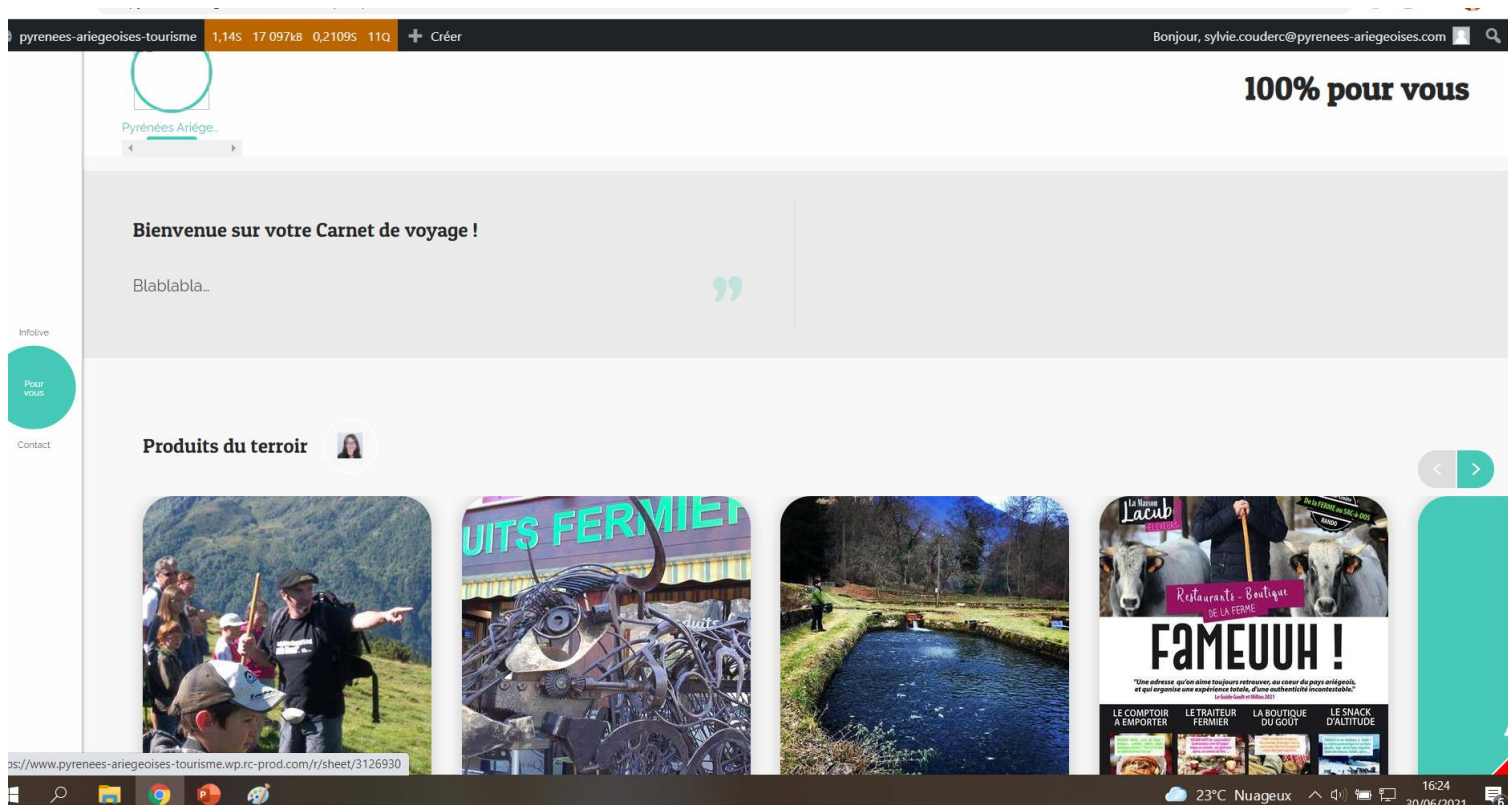 pyrenees-ariegeoises-tourisme 1,14S 17 097kB 0,2109S 11Q + Créer
Bonjour, sylvie.couderc@pyrenees-ariegeoises.com
100% pour vous
Pyrénées Ariège...
Bienvenue sur votre Carnet de voyage !
Blablabla...
Infolive
Pour
vous
Contact
Produits du terroir
UITS FERMIER
La Maison
Lacub
ELEVEURS
De la FERME au SAC-à-DOS
RANDO
Restaurants - Boutique
DE LA FERME
FAMEUUH !
"Une adresse qu'on aime toujours retrouver, au coeur du pays ariégeois,
et qui organise une expérience totale, d'une authenticité incontestable."
Le Guide Gault et Millau 2021
LE COMPTOIR
A EMPORTER
LE TRAITEUR
FERMIER
LA BOUTIQUE
DU GOÛT
LE SNACK
D'ALTITUDE
ps://www.pyrenees-ariegeoises-tourisme.wp.rc-prod.com/r/sheet/3126930
23°C Nuageux
16:24
30/06/2021